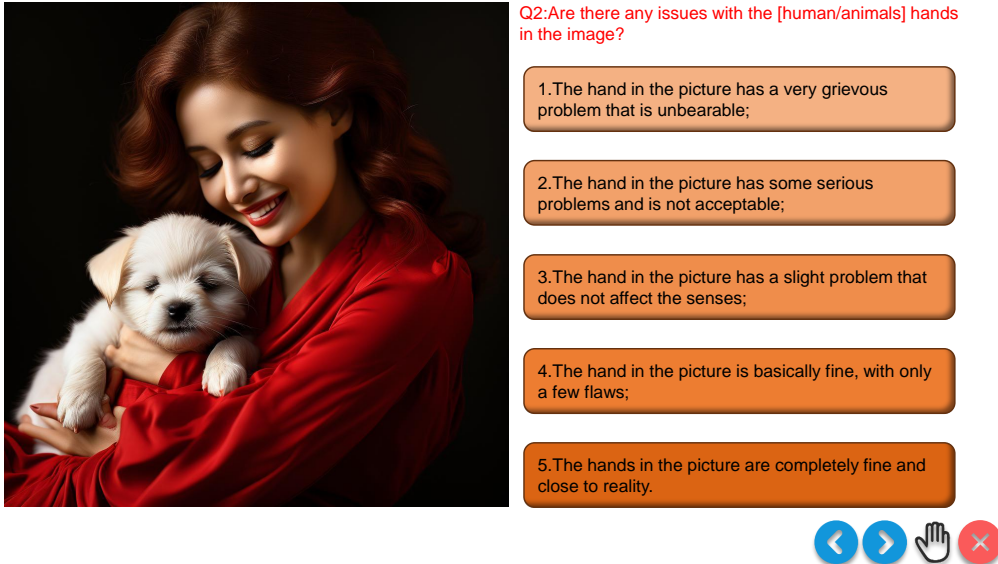 Q2:Are there any issues with the [human/animals] hands
in the image?
1.The hand in the picture has a very grievous
problem that is unbearable;
2.The hand in the picture has some serious
problems and is not acceptable;
3.The hand in the picture has a slight problem that
does not affect the senses;
4.The hand in the picture is basically fine, with only
a few flaws;
5.The hands in the picture are completely fine and
close to reality.